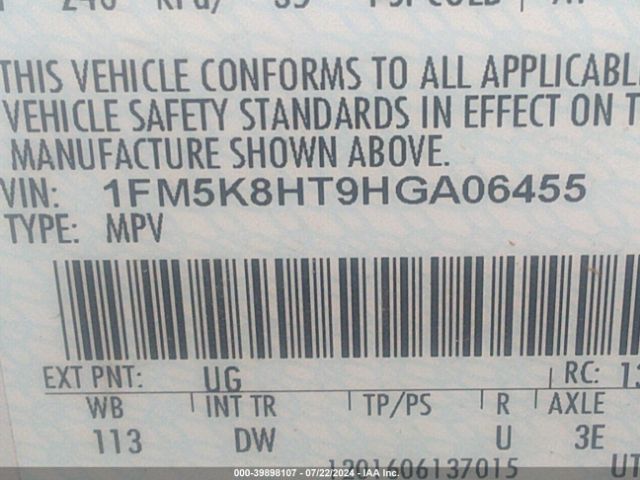 THIS VEHICLE CONFORMS TO ALL
VEHICLE SAFETY STANDARDS IN EFFECT ON
MANUFACTURE SHOWN ABOVE.
VIN: 1FM5K8HT9HGA06455
TYPE: MPV
EXT PNT: UG RC:
WB INT TR TP/PS R AXLE
113 DW U 3E
000-39898107 - 07/22/2024 - IAA Inc.